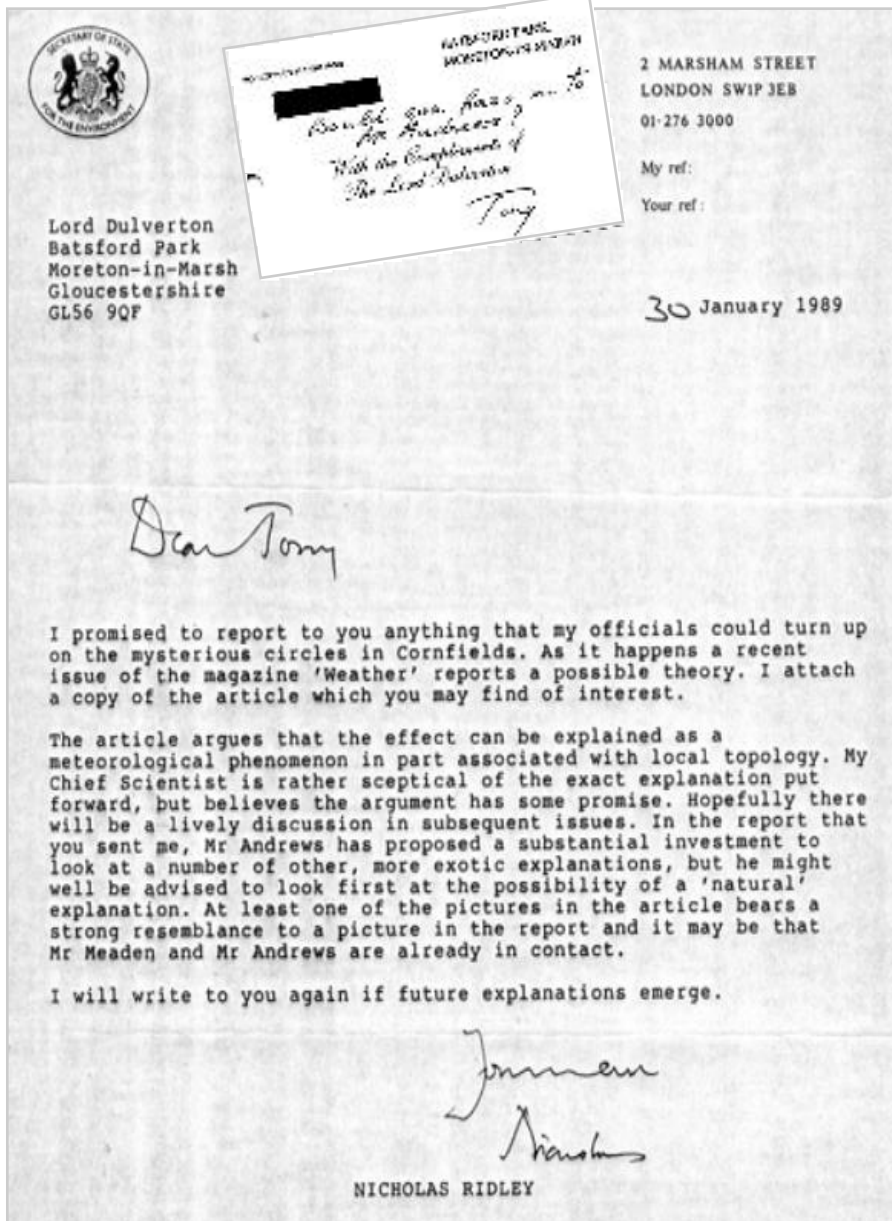 SECRETARY OF STATE
FOR THE ENVIRONMENT
BATSFORD PARK
MORETON-IN-MARSH
pass on to
Mr Andrews?
With the Compliments of
The Lord Dulverton
Tony
2 MARSHAM STREET
LONDON SW1P 3EB
01-276 3000
My ref:
Your ref:
Lord Dulverton
Batsford Park
Moreton-in-Marsh
Gloucestershire
GL56 9QF
30 January 1989
Dear Tony
I promised to report to you anything that my officials could turn up
on the mysterious circles in Cornfields. As it happens a recent
issue of the magazine 'Weather' reports a possible theory. I attach
a copy of the article which you may find of interest.
The article argues that the effect can be explained as a
meteorological phenomenon in part associated with local topology. My
Chief Scientist is rather sceptical of the exact explanation put
forward, but believes the argument has some promise. Hopefully there
will be a lively discussion in subsequent issues. In the report that
you sent me, Mr Andrews has proposed a substantial investment to
look at a number of other, more exotic explanations, but he might
well be advised to look first at the possibility of a 'natural'
explanation. At least one of the pictures in the article bears a
strong resemblance to a picture in the report and it may be that
Mr Meaden and Mr Andrews are already in contact.
I will write to you again if future explanations emerge.
Nicholas
NICHOLAS RIDLEY